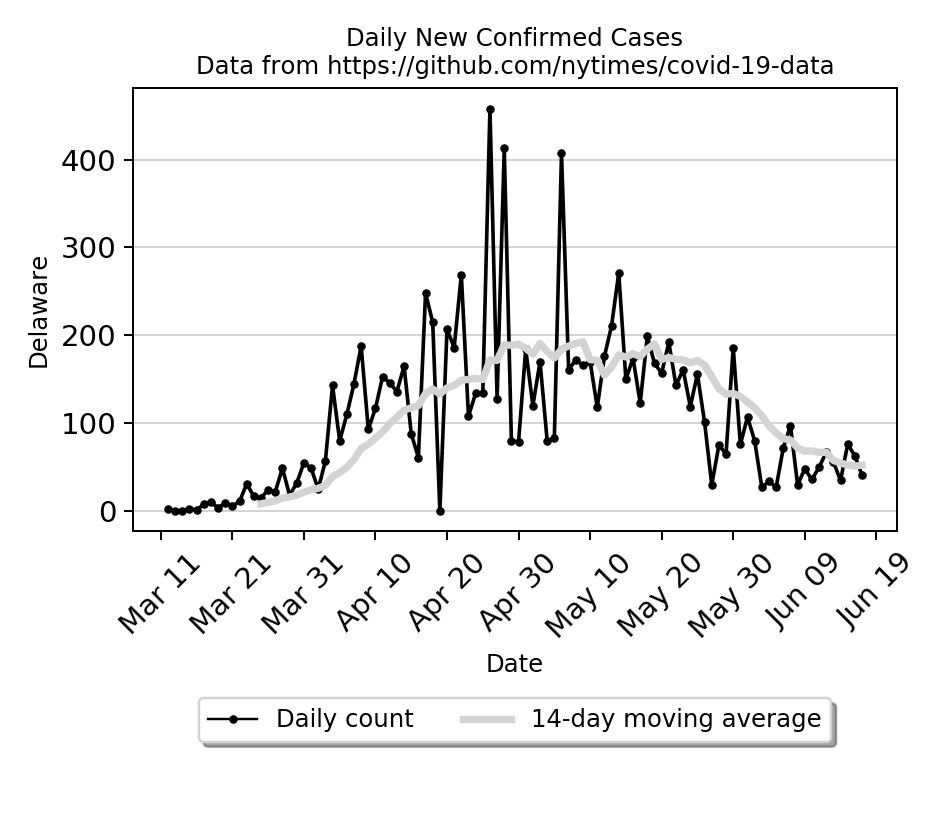 Daily New Confirmed Cases
Data from https://github.com/nytimes/covid-19-data
400
300
200
100
0
Delaware
Mar 11
Mar 21
Mar 31
Apr 10
Apr 20
Apr 30
May 10
May 20
May 30
Jun 09
Jun 19
Date
Daily count
14-day moving average